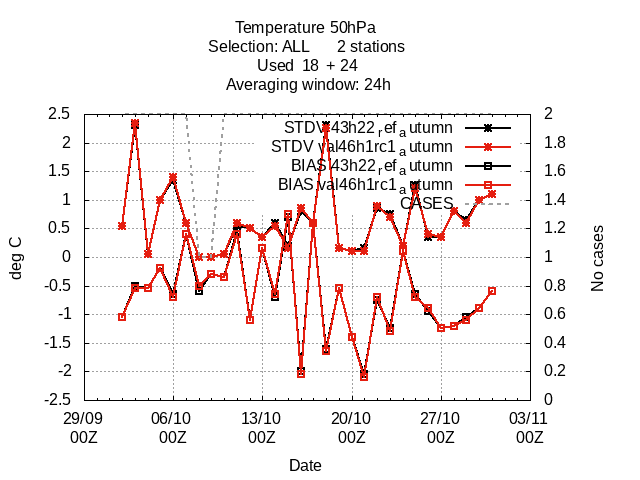 Temperature 50hPa
Selection: ALL      2 stations
Used  18  + 24
Averaging window: 24h
deg C
2.5
2
1.5
1
0.5
0
-0.5
-1
-1.5
-2
-2.5
STDV 43h22ref_autumn
STDV val46h1rc1_autumn
BIAS 43h22ref_autumn
BIAS val46h1rc1_autumn
CASES
2
1.8
1.6
1.4
1.2
1
0.8
0.6
0.4
0.2
0
No cases
29/09 06/10 13/10 20/10 27/10 03/11
00Z 00Z 00Z 00Z 00Z 00Z
Date